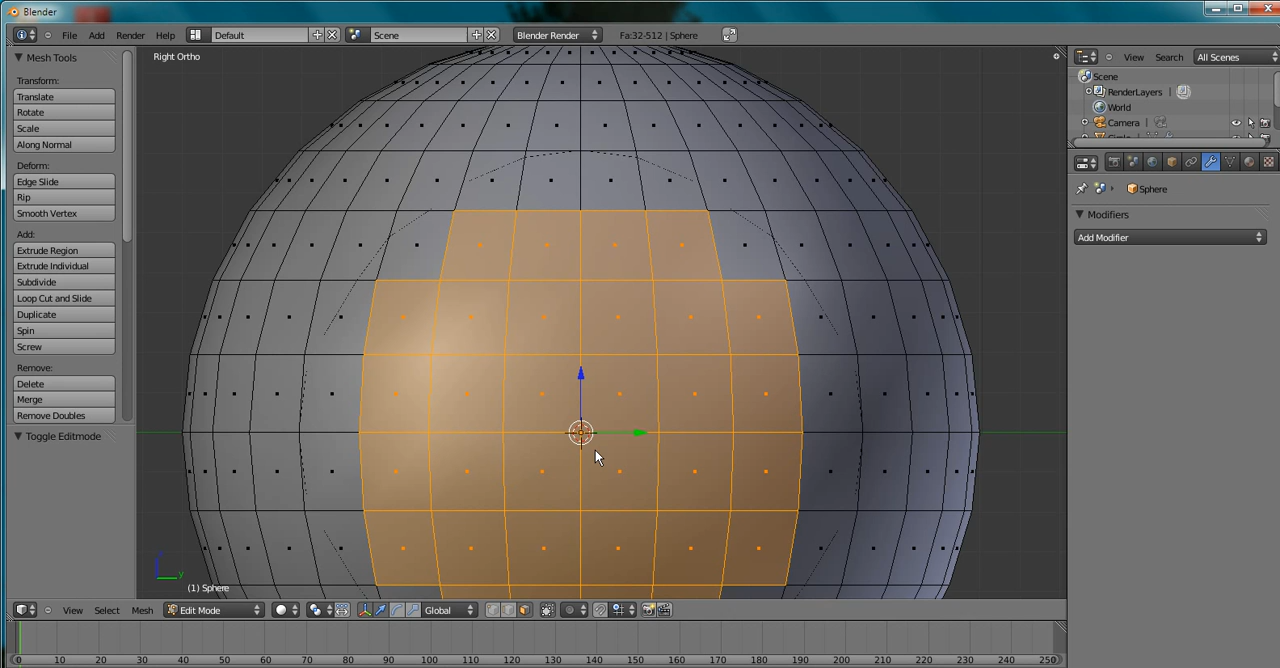 Blender
File Add Render Help Default Scene Blender Render Fa:32-512 | Sphere
Mesh Tools
Transform:
Translate
Rotate
Scale
Along Normal
Deform:
Edge Slide
Rip
Smooth Vertex
Add:
Extrude Region
Extrude Individual
Subdivide
Loop Cut and Slide
Duplicate
Spin
Screw
Remove:
Delete
Merge
Remove Doubles
Toggle Editmode
Right Ortho
(1) Sphere
y
View Select Mesh Edit Mode Global
0 10 20 30 40 50 60 70 80 90 100 110 120 130 140 150 160 170 180 190 200 210 220 230 240 250
View Search All Scenes
Scene
RenderLayers
World
Camera
Sphere
Modifiers
Add Modifier